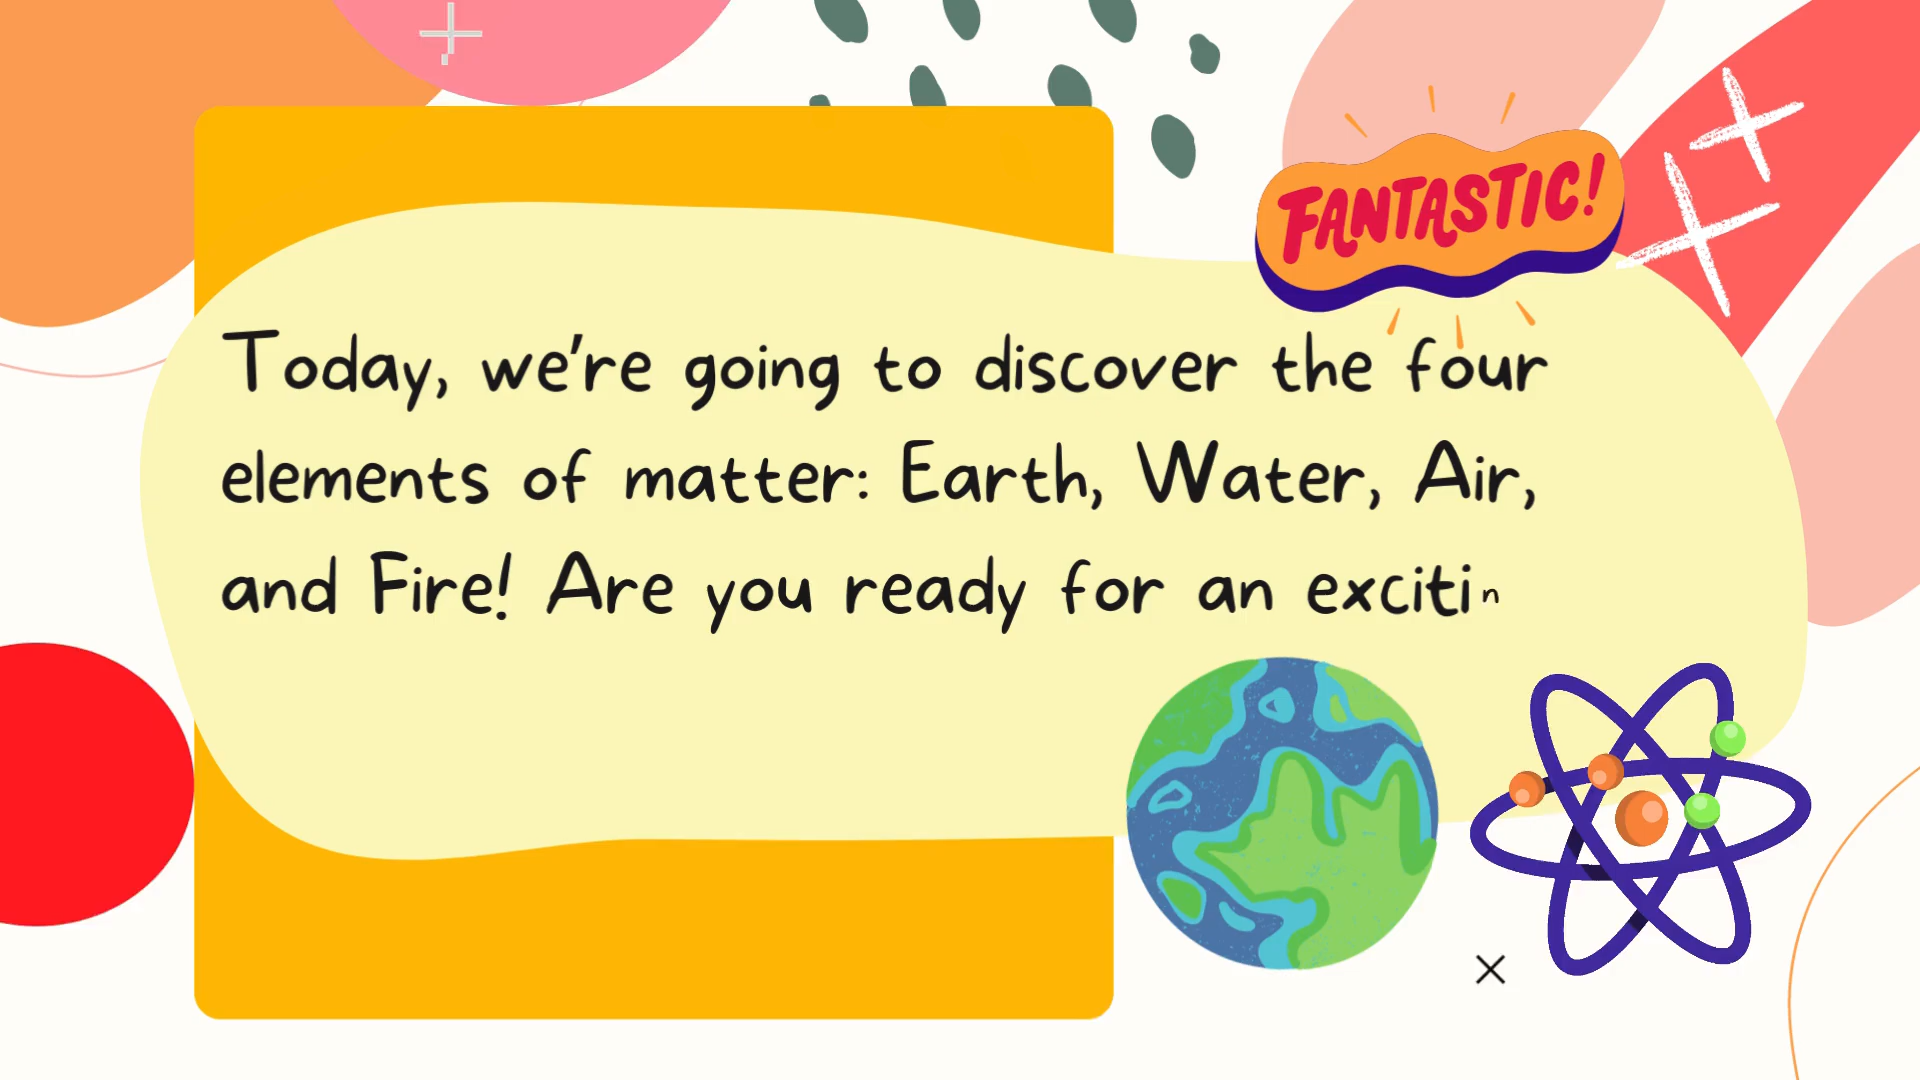 FANTASTIC!
Today, we're going to discover the four
elements of matter: Earth, Water, Air,
and Fire! Are you ready for an excitin